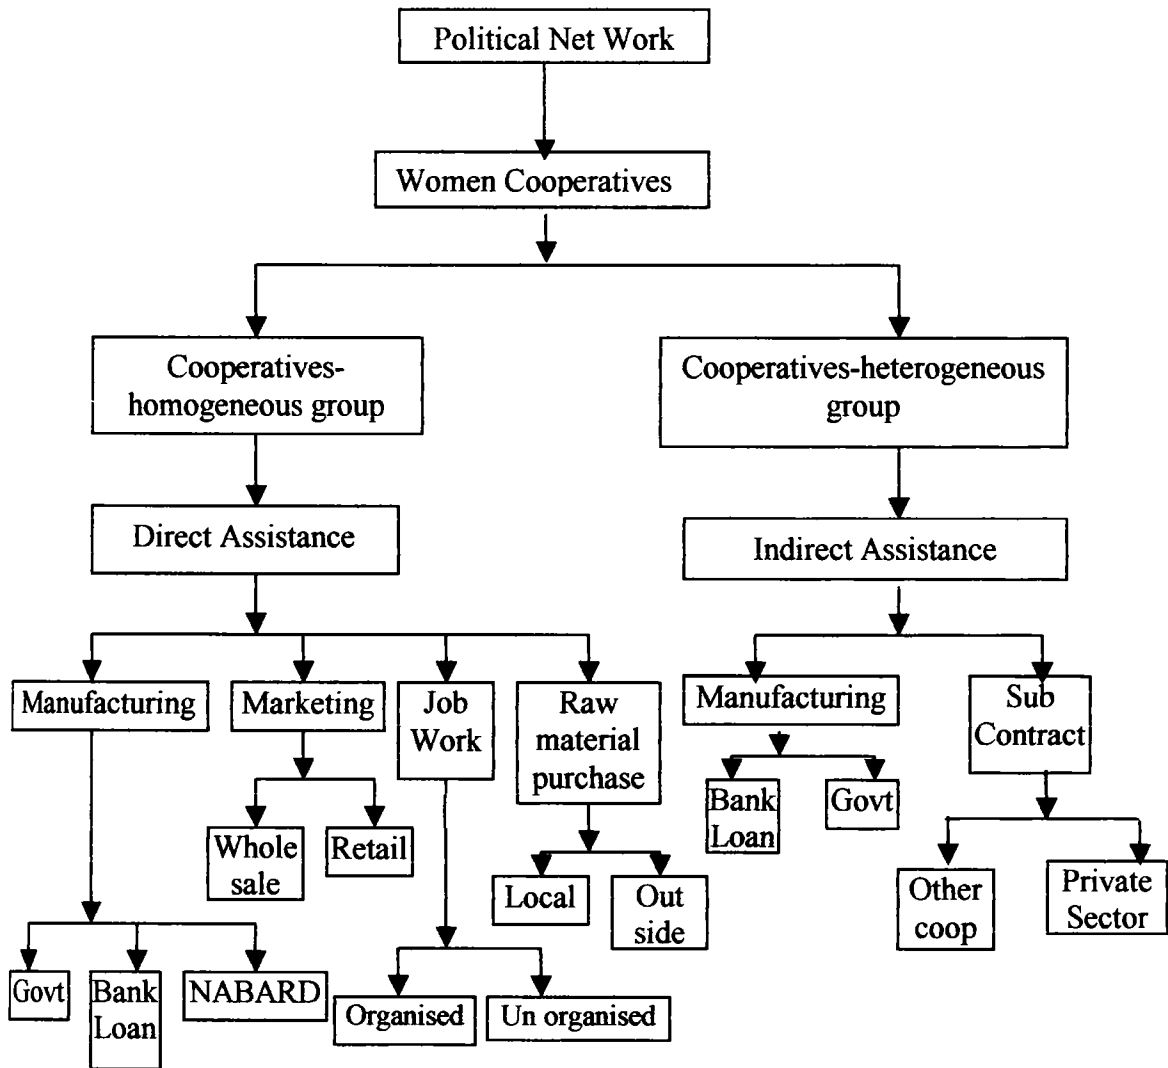 Political Net Work
Women Cooperatives
Cooperatives-
homogeneous group
Cooperatives-heterogeneous
group
Direct Assistance
Indirect Assistance
Manufacturing
Marketing
Job
Work
Raw
material
purchase
Manufacturing
Sub
Contract
Whole
sale
Retail
Local
Out
side
Bank
Loan
Govt
Other
coop
Private
Sector
Govt
Bank
Loan
NABARD
Organised
Un organised